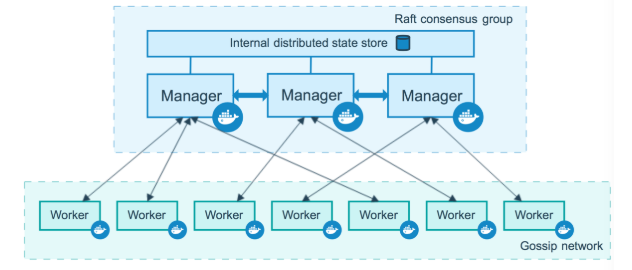 Raft consensus group
Internal distributed state store
Manager Manager Manager
Worker Worker Worker Worker Worker Worker Worker
Gossip network